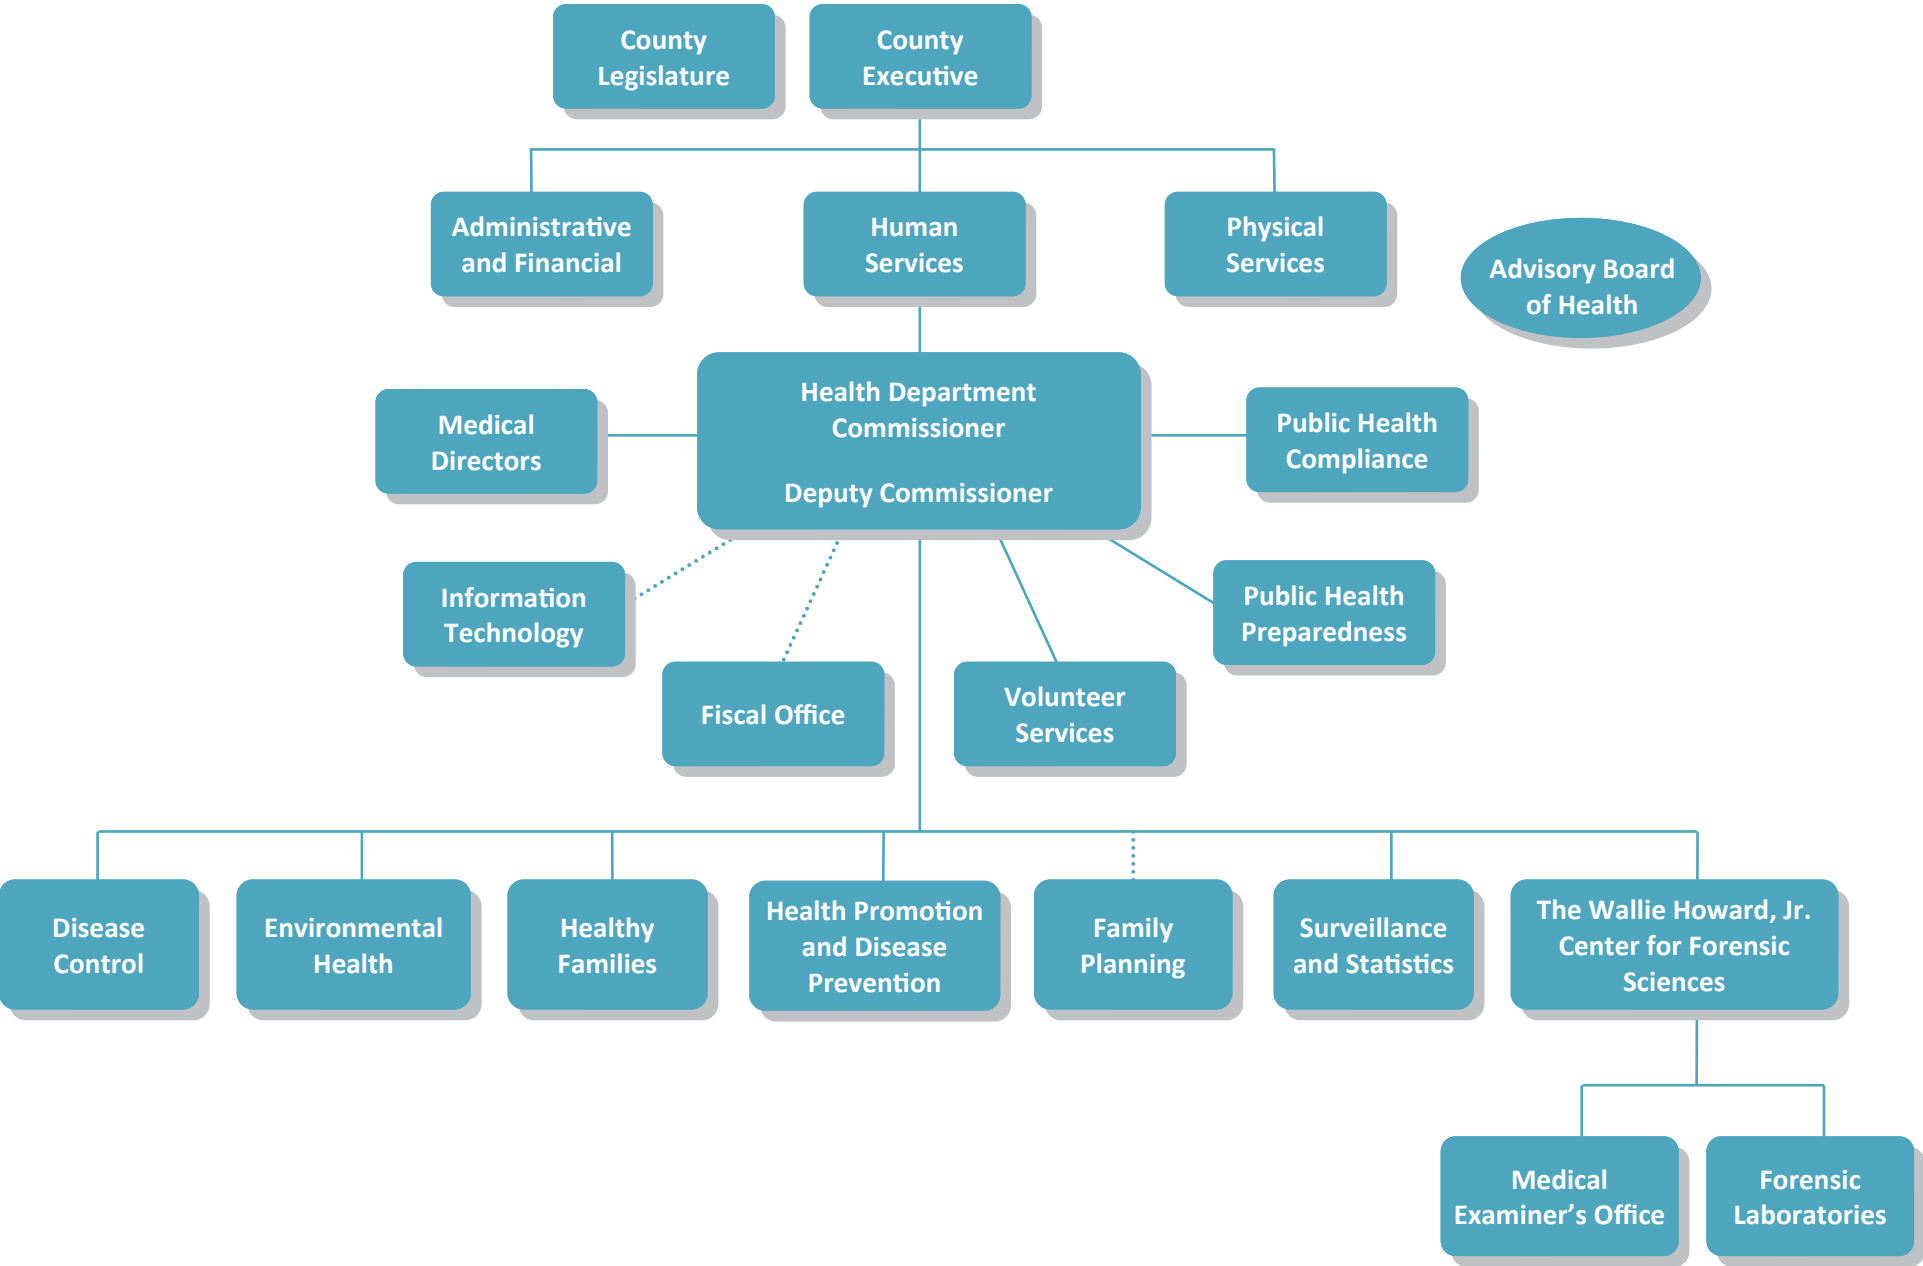 County
Legislature
County
Executive
Administrative
and Financial
Human
Services
Physical
Services
Advisory Board
of Health
Health Department
Commissioner
Deputy Commissioner
Medical
Directors
Public Health
Compliance
Information
Technology
Public Health
Preparedness
Fiscal Office
Volunteer
Services
Disease
Control
Environmental
Health
Healthy
Families
Health Promotion
and Disease
Prevention
Family
Planning
Surveillance
and Statistics
The Wallie Howard, Jr.
Center for Forensic
Sciences
Medical
Examiner’s Office
Forensic
Laboratories